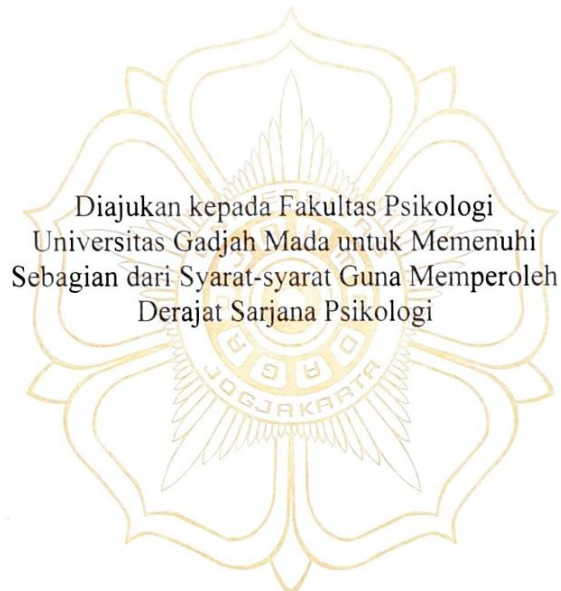 Diajukan kepada Fakultas Psikologi
Universitas Gadjah Mada untuk Memenuhi
Sebagian dari Syarat-syarat Guna Memperoleh
Derajat Sarjana Psikologi
JOGJAKARTA